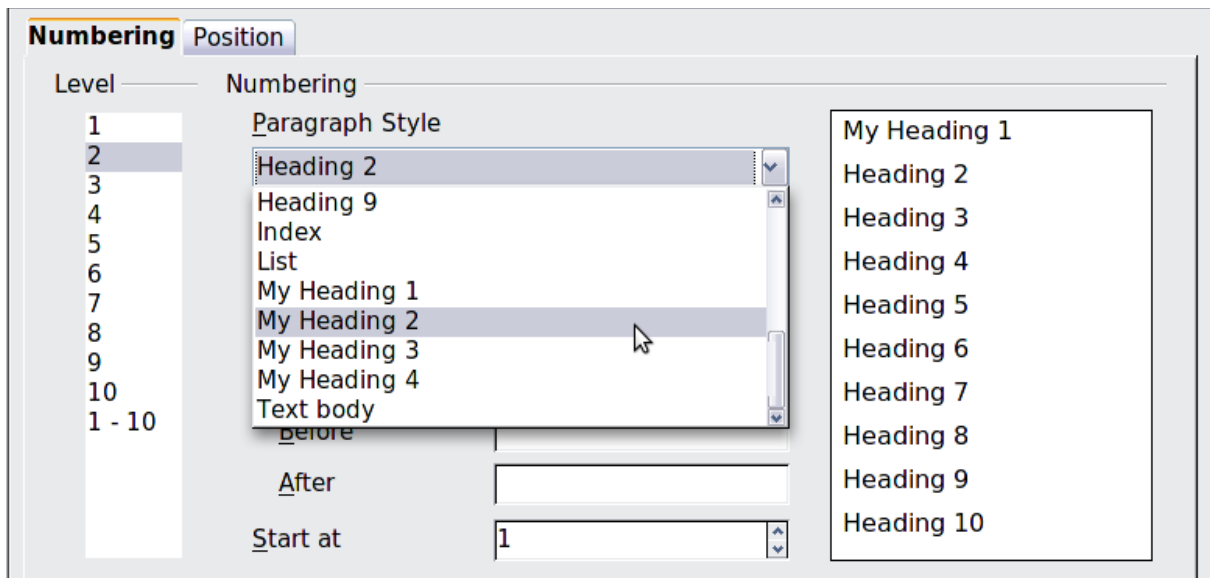 Numbering Position
Level Numbering
Paragraph Style
1
2
3
4
5
6
7
8
9
10
1 - 10
Heading 2
Heading 9
Index
List
My Heading 1
My Heading 2
My Heading 3
My Heading 4
Text body
Before
After
Start at 1
My Heading 1
Heading 2
Heading 3
Heading 4
Heading 5
Heading 6
Heading 7
Heading 8
Heading 9
Heading 10